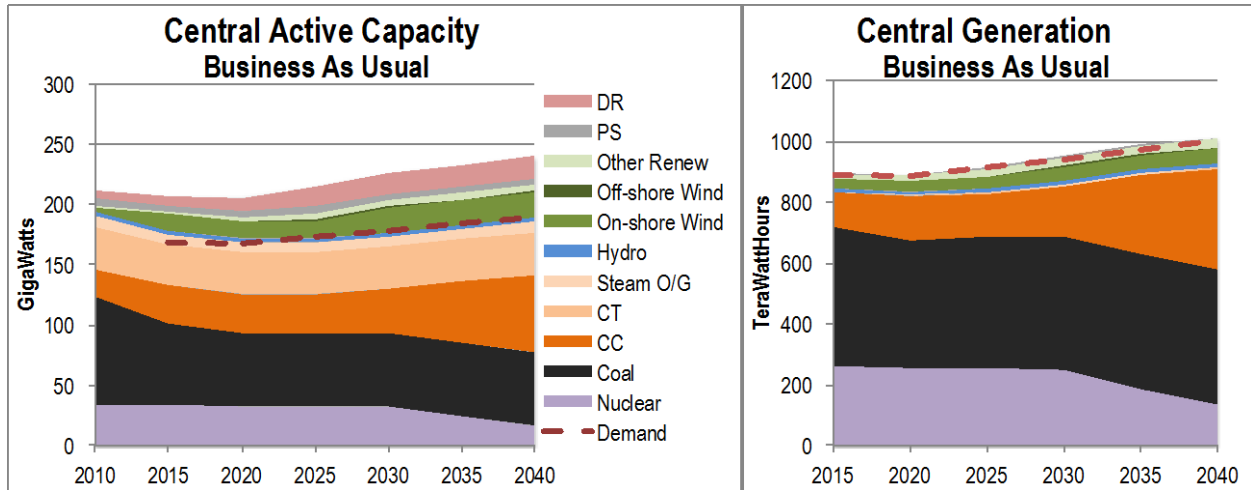 Central Active Capacity
Business As Usual
GigaWatts
300
250
200
150
100
50
0
2010 2015 2020 2025 2030 2035 2040
DR
PS
Other Renew
Off-shore Wind
On-shore Wind
Hydro
Steam O/G
CT
CC
Coal
Nuclear
Demand
Central Generation
Business As Usual
TeraWattHours
1200
1000
800
600
400
200
0
2015 2020 2025 2030 2035 2040